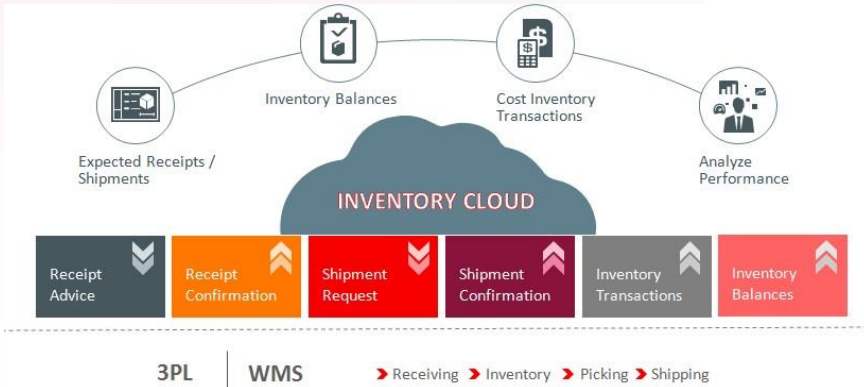 Inventory Balances
Cost Inventory
Transactions
Expected Receipts /
Shipments
Analyze
Performance
INVENTORY CLOUD
Receipt
Advice
Receipt
Confirmation
Shipment
Request
Shipment
Confirmation
Inventory
Transactions
Inventory
Balances
3PL | WMS
Receiving Inventory Picking Shipping